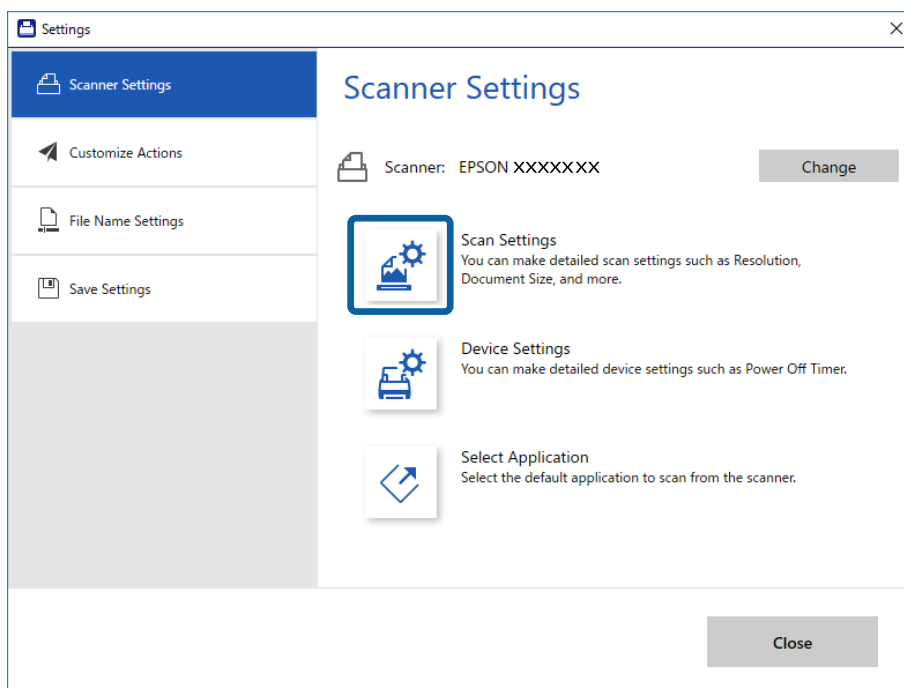 Settings
Scanner Settings
Customize Actions
File Name Settings
Save Settings
Scanner Settings
Scanner: EPSON XXXXXXX
Change
Scan Settings
You can make detailed scan settings such as Resolution,
Document Size, and more.
Device Settings
You can make detailed device settings such as Power Off Timer.
Select Application
Select the default application to scan from the scanner.
Close